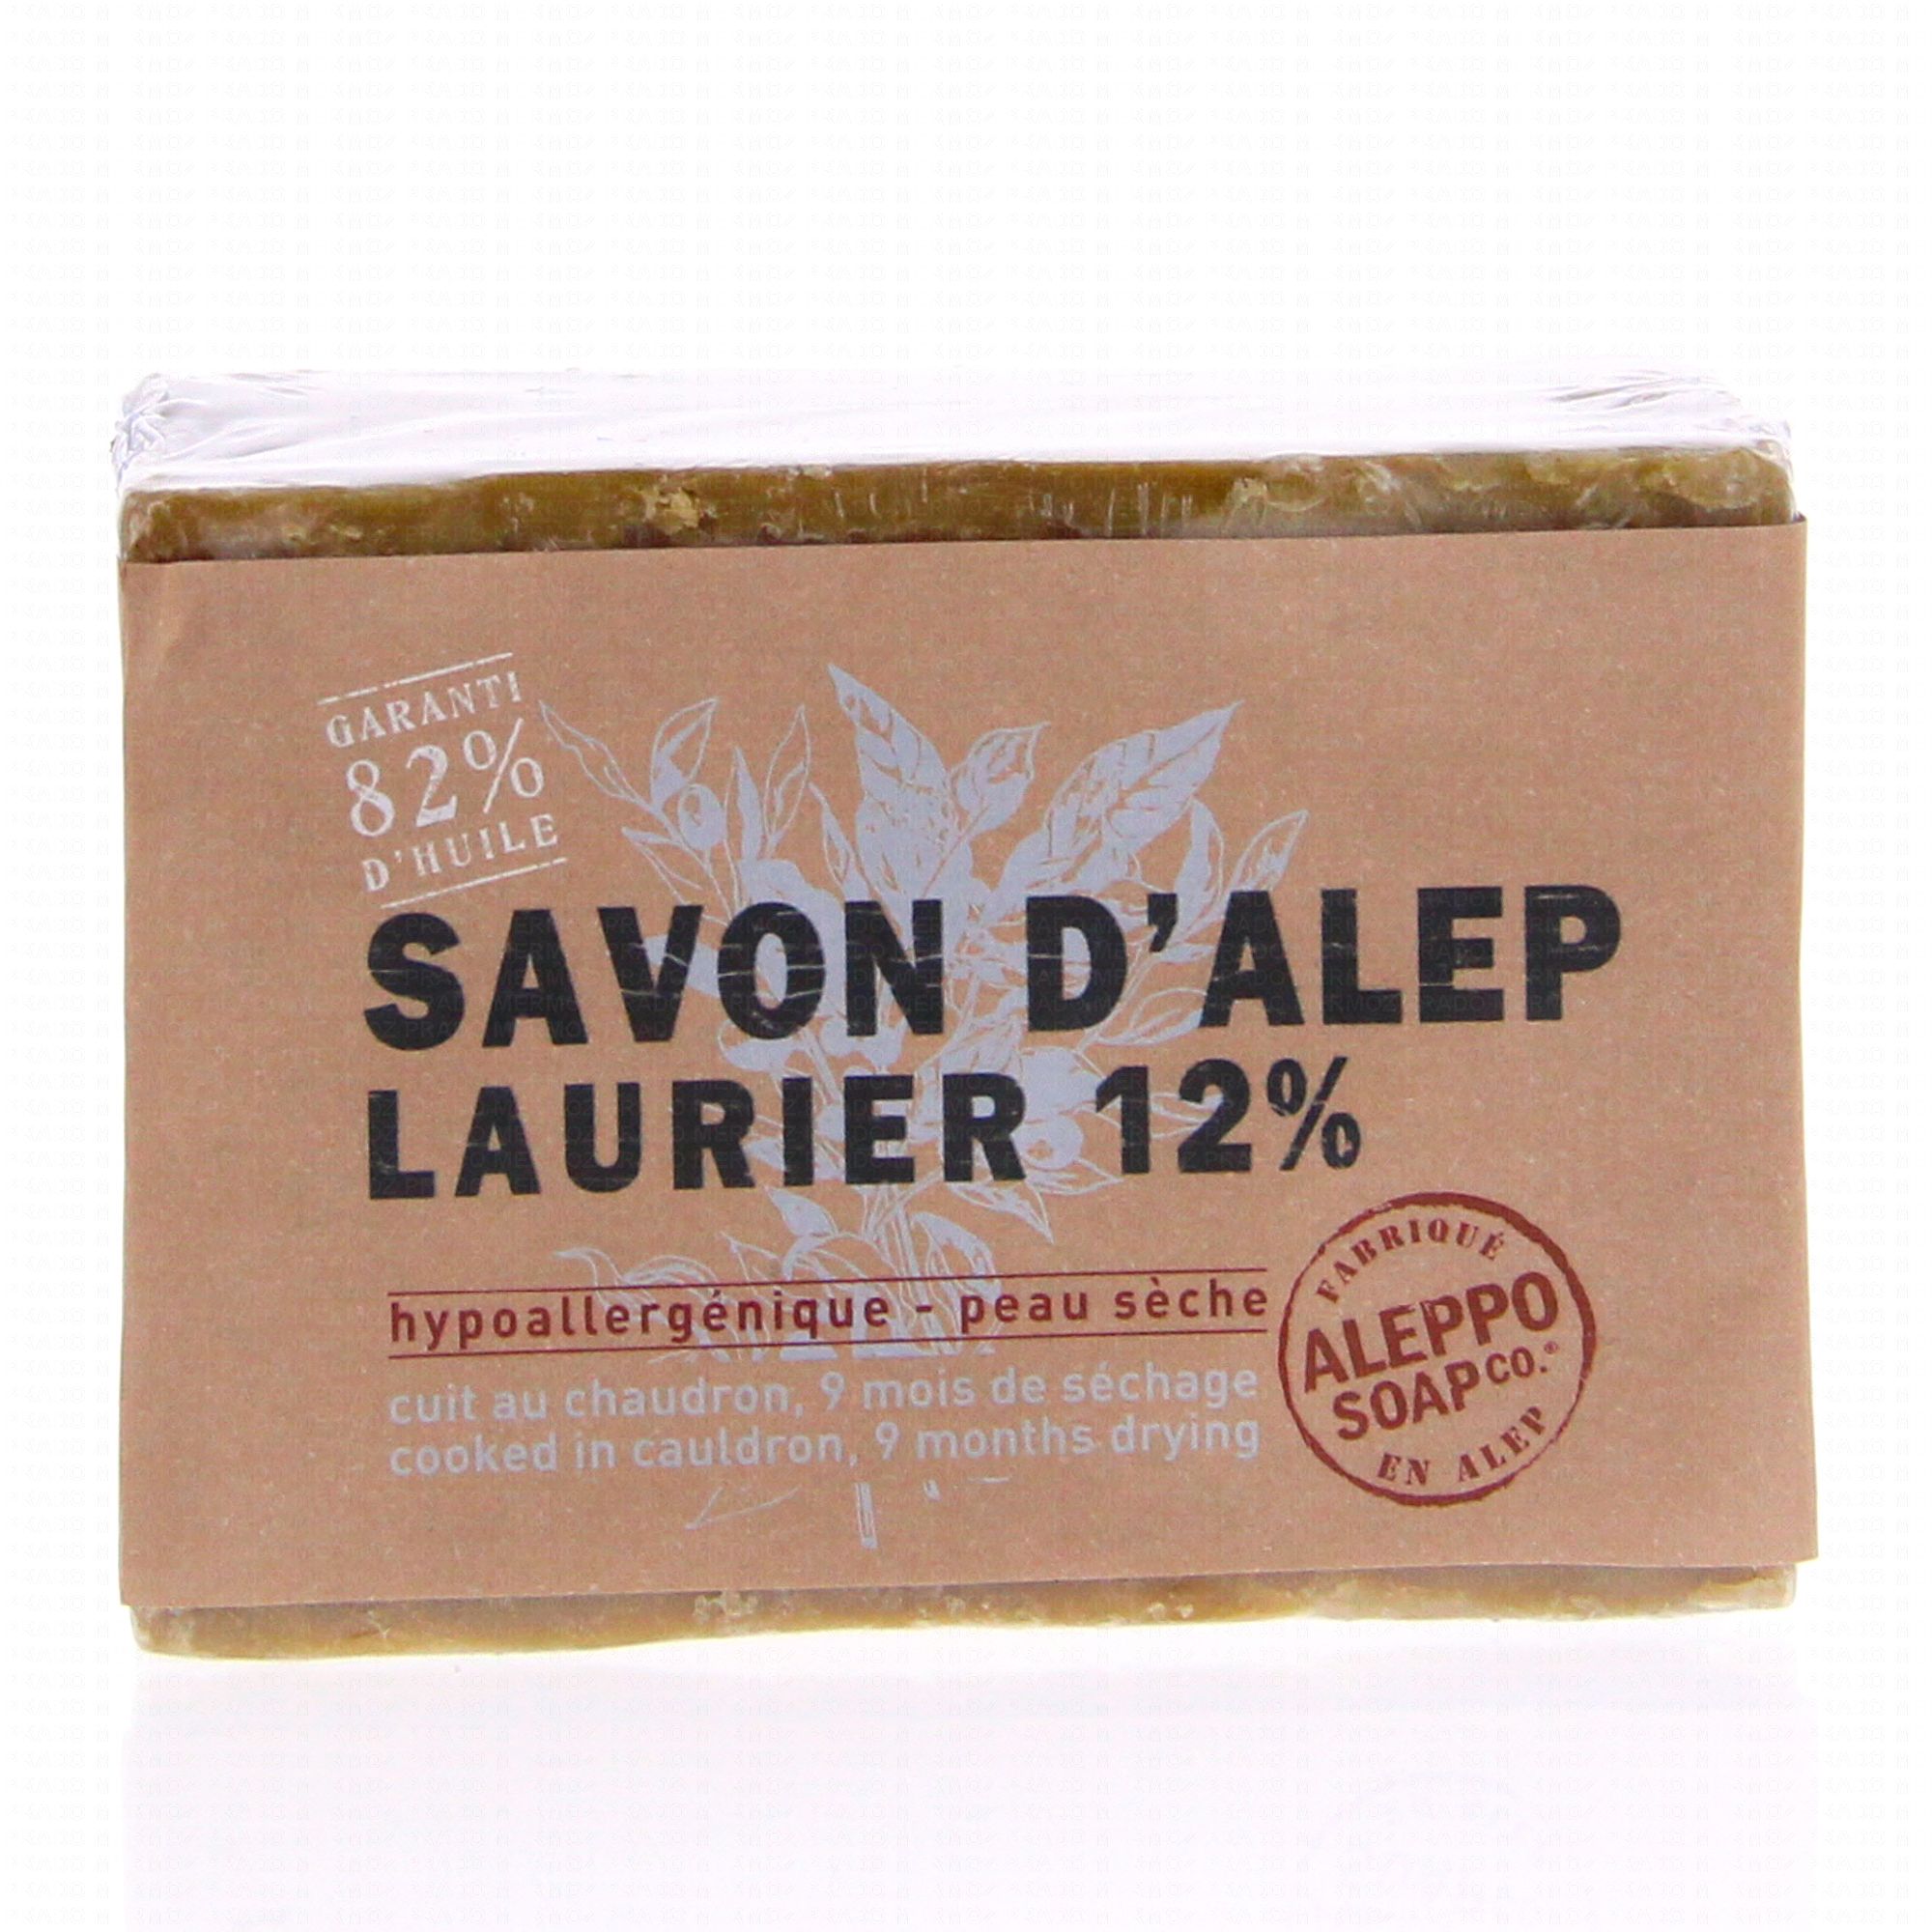 GARANTI
82%
D'HUILE
SAVON D'ALEP
LAURIER 12%
hypoallergénique - peau sèche
cuit au chaudron, 9 mois de séchage
cooked in cauldron, 9 months drying
FABRIQUÉ
ALEPPO
SOAP CO.®
EN ALEP